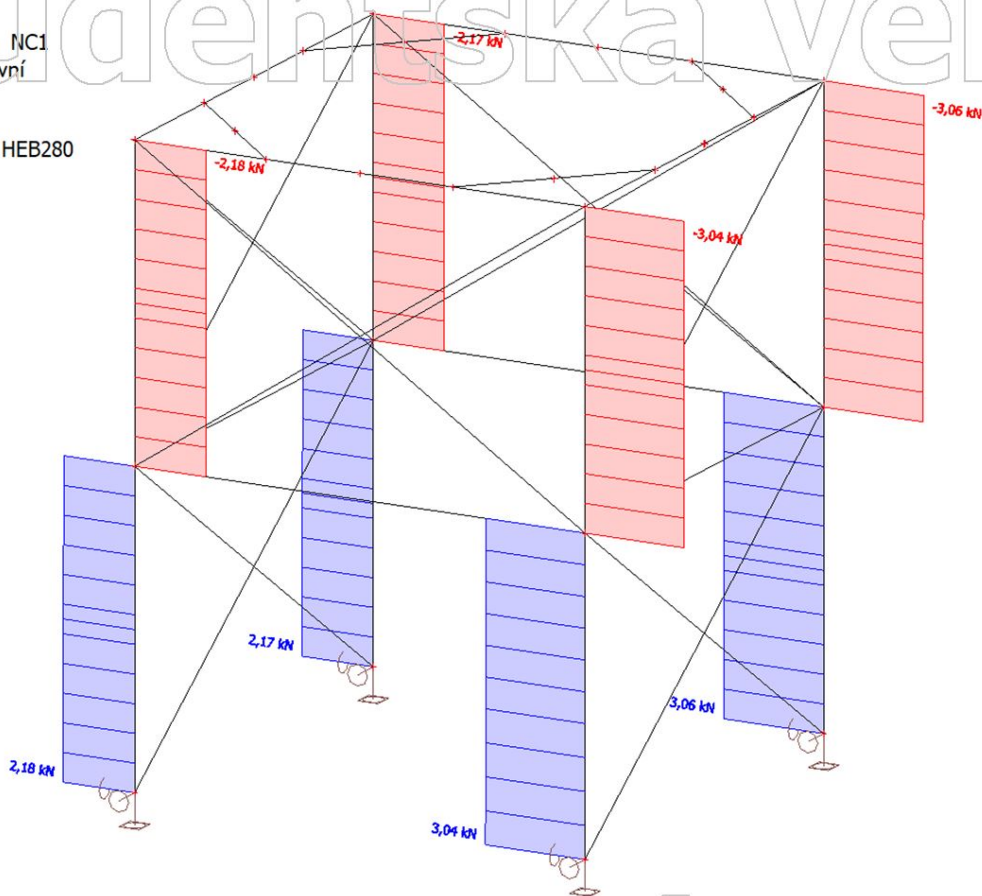 NC1
vní
HEB280
-2,17 kN
-3,06 kN
-2,18 kN
-3,04 kN
2,17 kN
3,06 kN
2,18 kN
3,04 kN